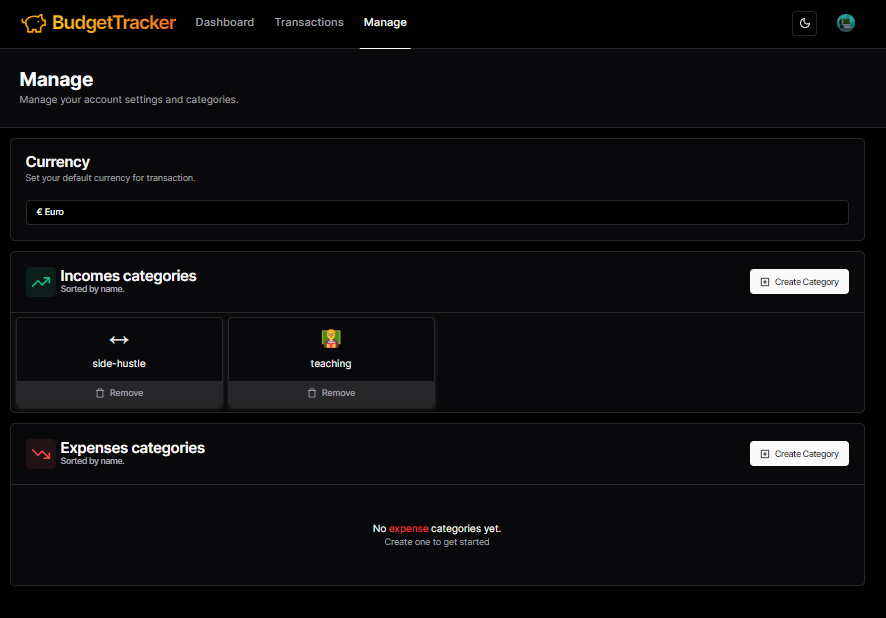 BudgetTracker Dashboard Transactions Manage
Manage
Manage your account settings and categories.
Currency
Set your default currency for transaction.
€ Euro
Incomes categories
Sorted by name.
Create Category
side-hustle
Remove
teaching
Remove
Expenses categories
Sorted by name.
Create Category
No expense categories yet.
Create one to get started